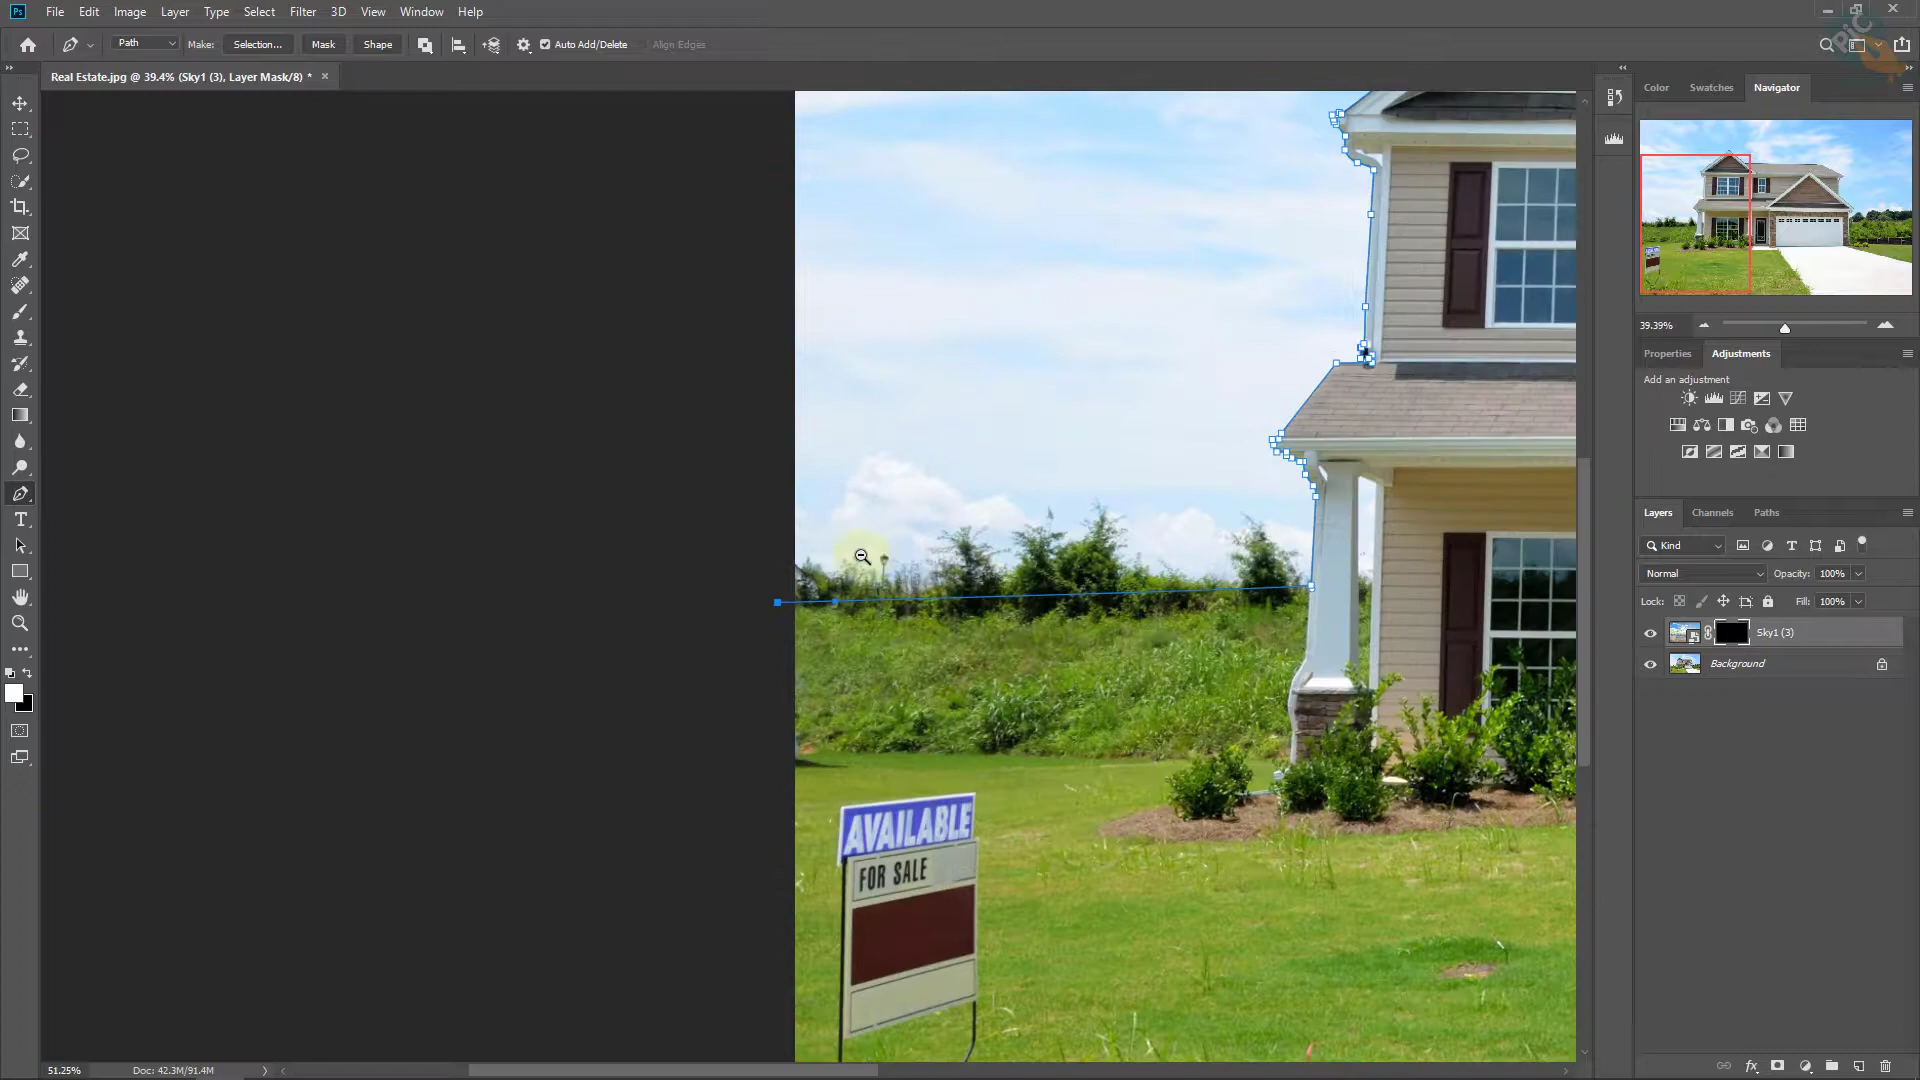 Ps File Edit Image Layer Type Select Filter 3D View Window Help
Path Make: Selection... Mask Shape Auto Add/Delete Align Edges
Real Estate.jpg @ 39.4% (Sky1 (3), Layer Mask/8) * ×
Color Swatches Navigator
39.39%
Properties Adjustments
Add an adjustment
Layers Channels Paths
Kind
Normal Opacity: 100%
Lock: Fill: 100%
Sky1 (3)
Background
AVAILABLE
FOR SALE
51.25% Doc: 42.3M/91.4M
PiC